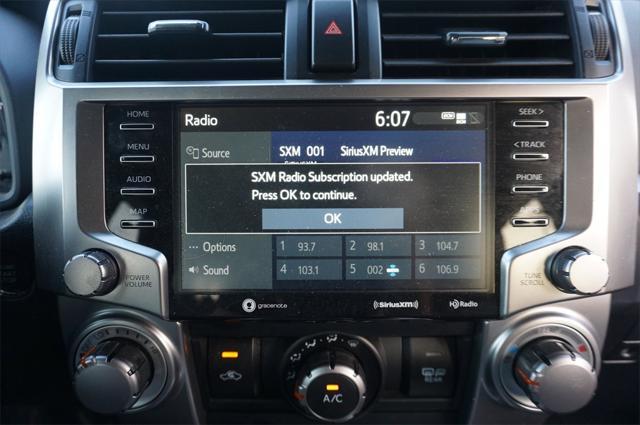 HOME
MENU
AUDIO
MAP
POWER
VOLUME
Radio
6:07
Source
SXM 001 SiriusXM Preview
SXM Radio Subscription updated.
Press OK to continue.
OK
Options
1 93.7 2 98.1 3 104.7
Sound
4 103.1 5 002 6 106.9
gracenote
SiriusXM
HD Radio
SEEK >
< TRACK
PHONE
TUNE
SCROLL
A/C
REAR